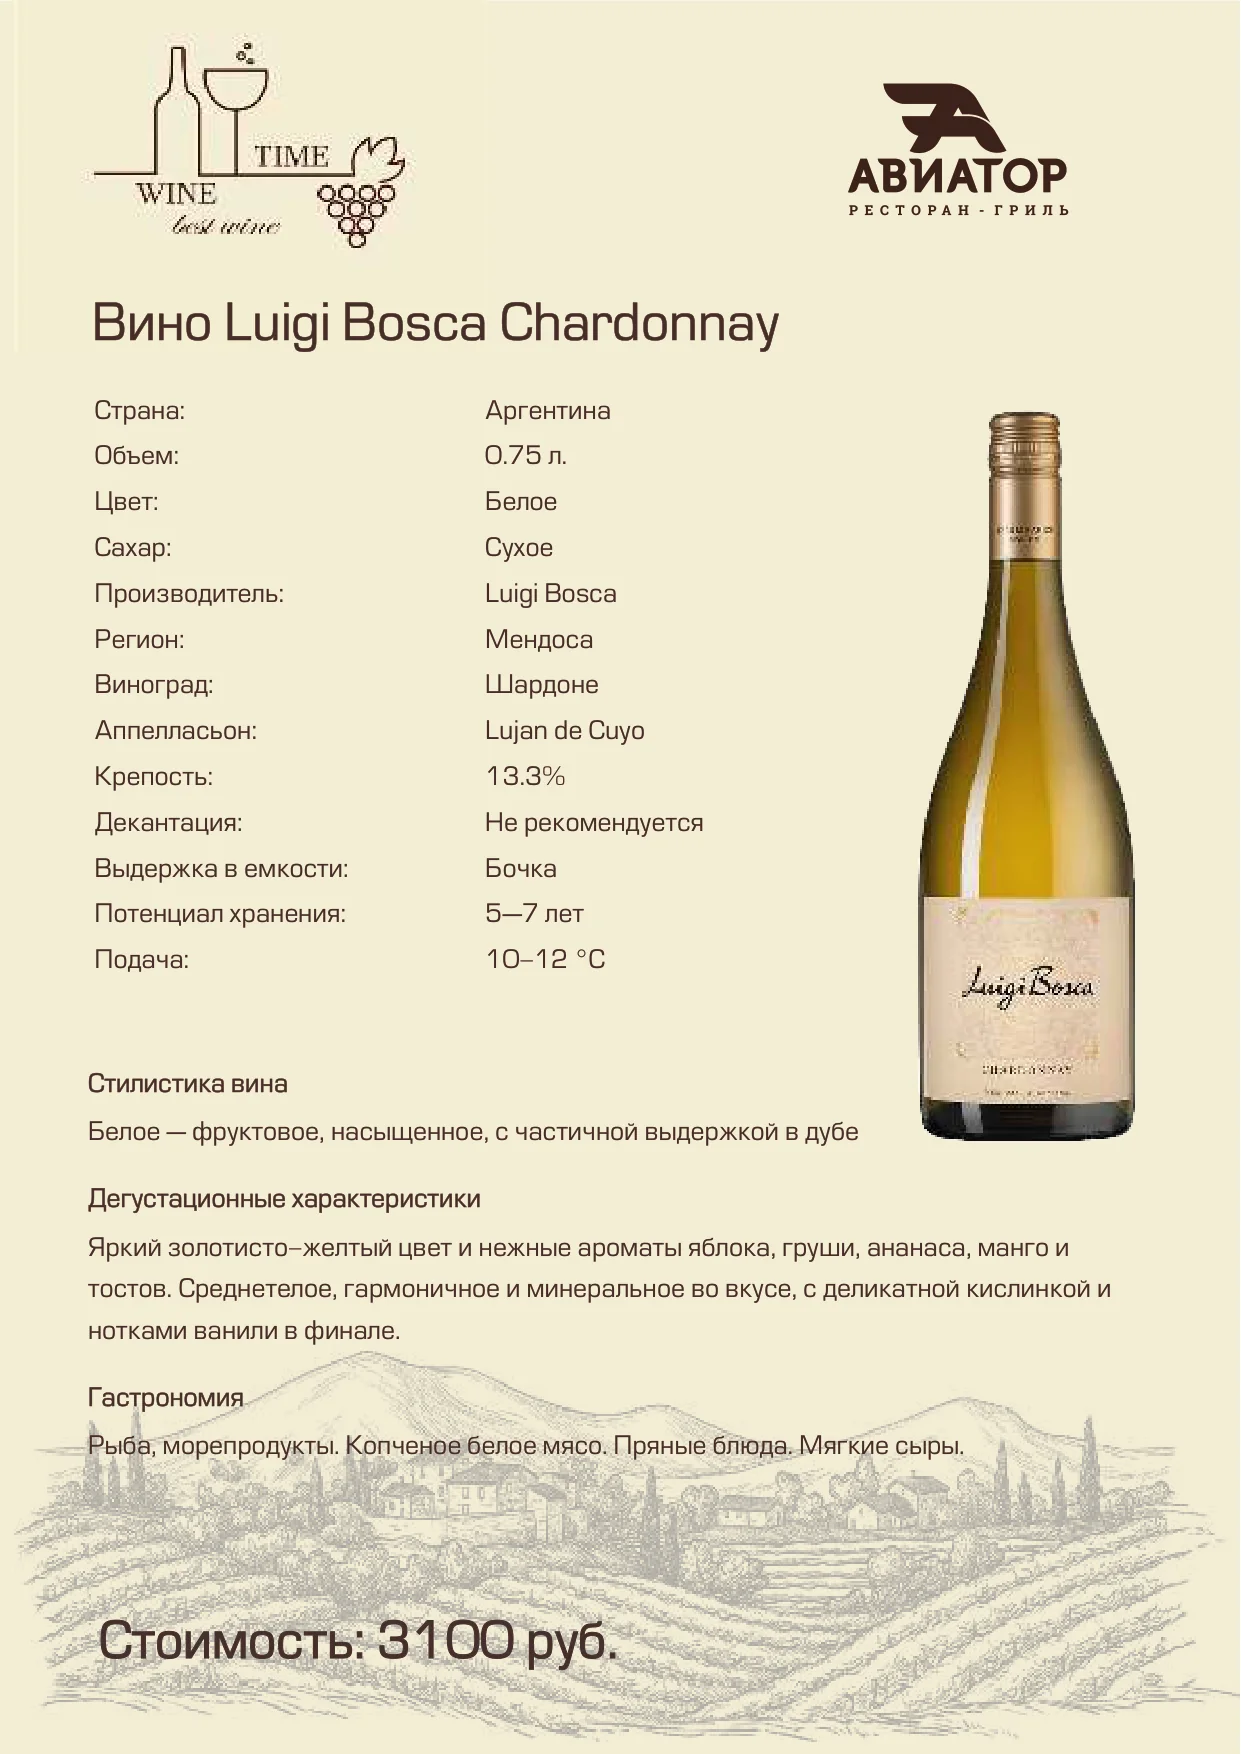 TIME
WINE
best wine
АВИАТОР
РЕСТОРАН - ГРИЛЬ
Вино Luigi Bosca Chardonnay
Страна: Аргентина
Объем: 0.75 л.
Цвет: Белое
Сахар: Сухое
Производитель: Luigi Bosca
Регион: Мендоса
Виноград: Шардоне
Аппелласьон: Lujan de Cuyo
Крепость: 13.3%
Декантация: Не рекомендуется
Выдержка в емкости: Бочка
Потенциал хранения: 5—7 лет
Подача: 10–12 °C
Luigi Bosca
CHARDONNAY
Стилистика вина
Белое — фруктовое, насыщенное, с частичной выдержкой в дубе
Дегустационные характеристики
Яркий золотисто–желтый цвет и нежные ароматы яблока, груши, ананаса, манго и
тостов. Среднетелое, гармоничное и минеральное во вкусе, с деликатной кислинкой и
нотками ванили в финале.
Гастрономия
Рыба, морепродукты. Копченое белое мясо. Пряные блюда. Мягкие сыры.
Стоимость: 3100 руб.